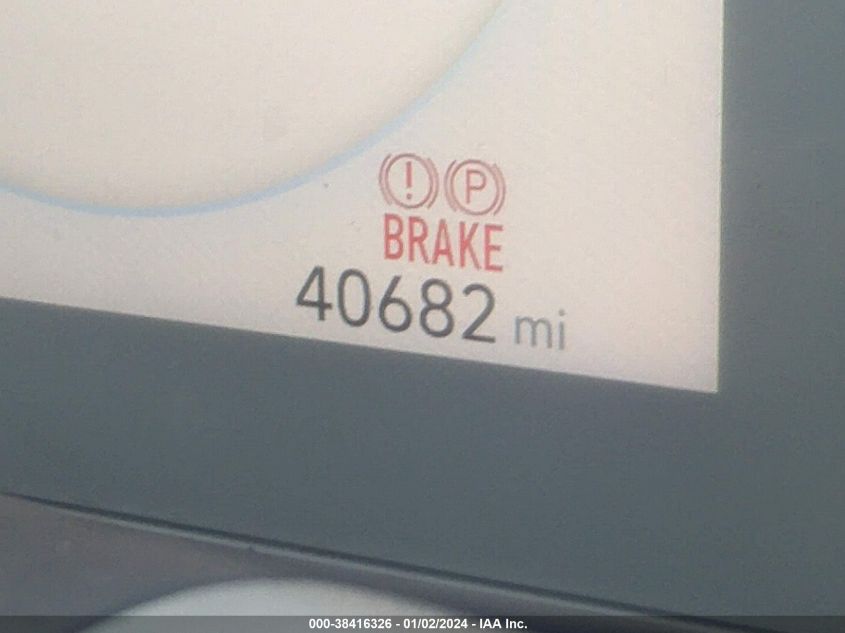 ! P
BRAKE
40682 mi
000-38416326 - 01/02/2024 - IAA Inc.